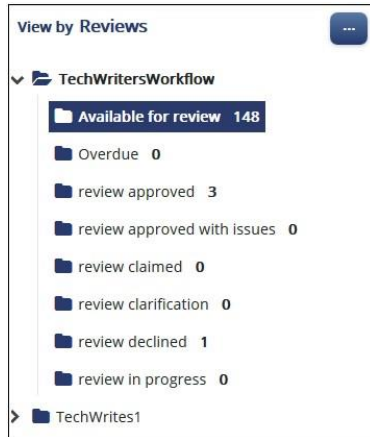 View by Reviews
...
TechWritersWorkflow
Available for review 148
Overdue 0
review approved 3
review approved with issues 0
review claimed 0
review clarification 0
review declined 1
review in progress 0
TechWrites1